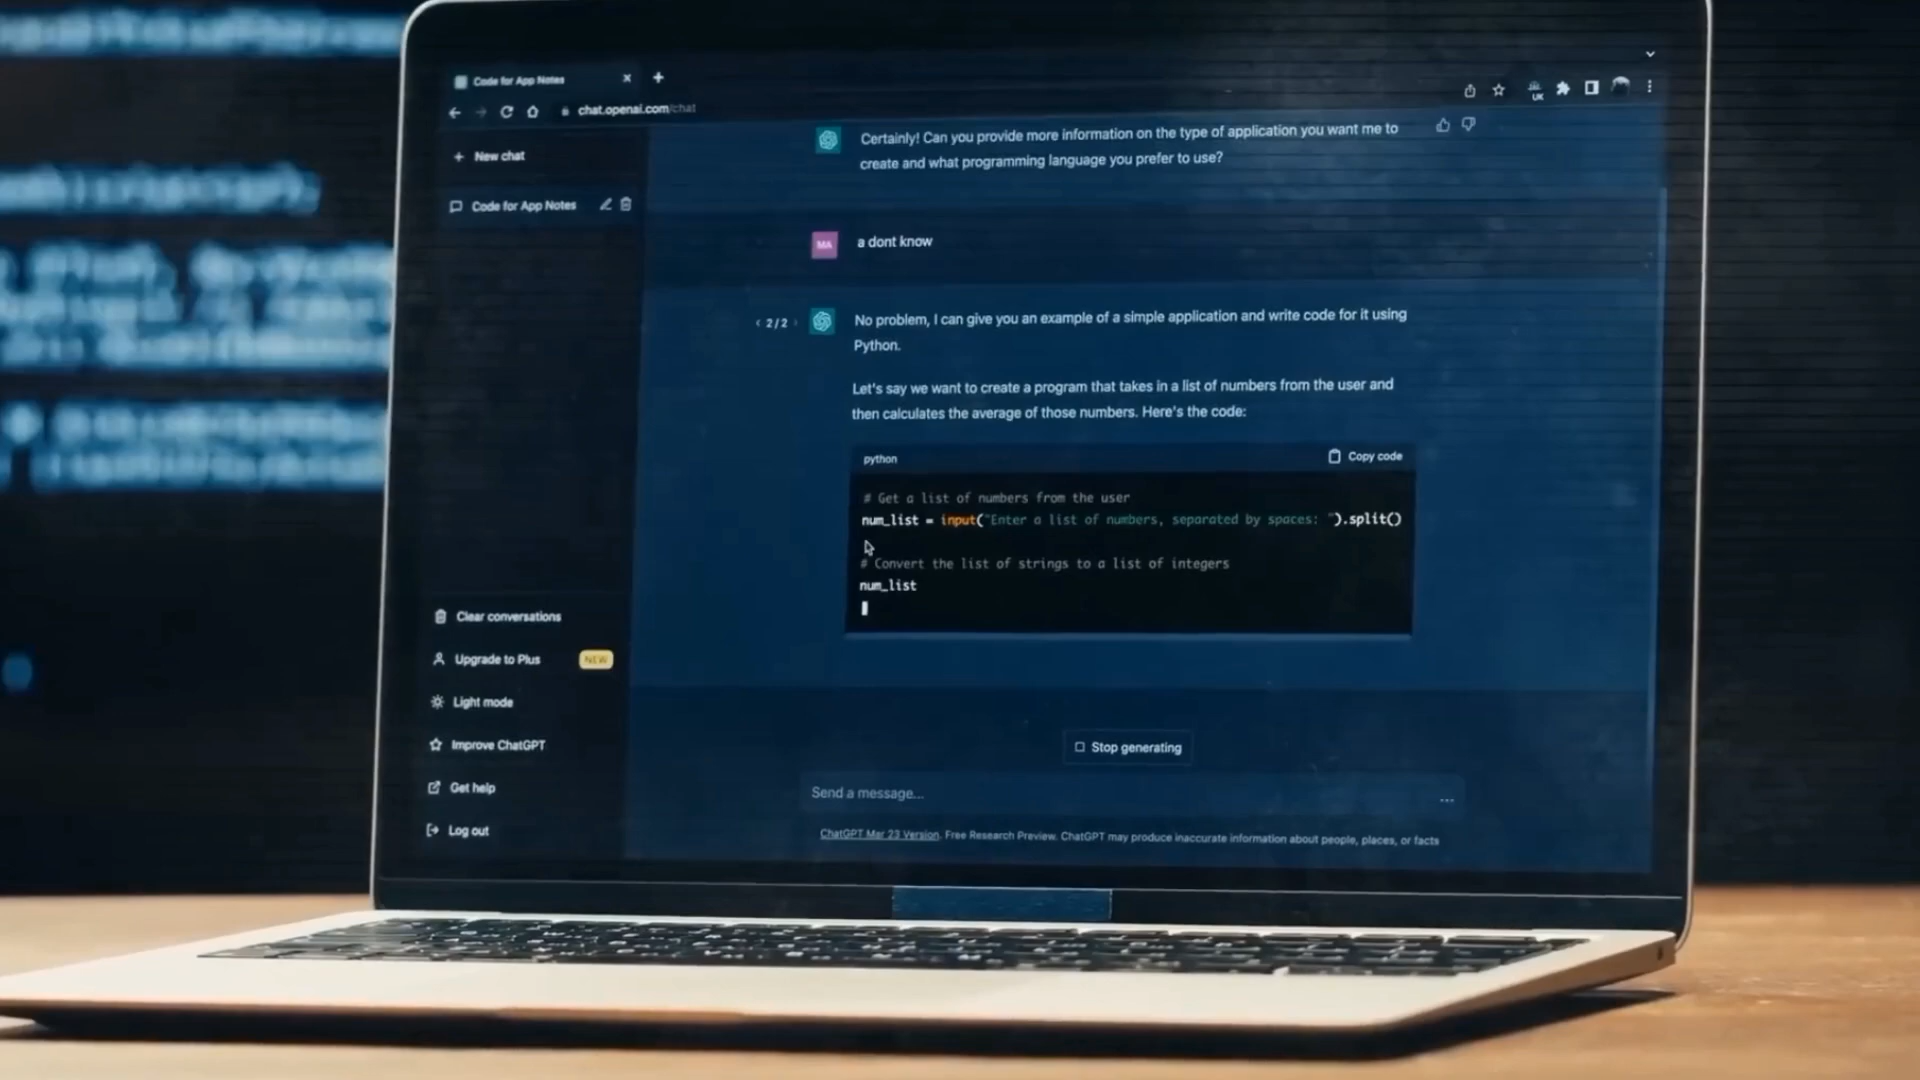 Code for App Notes
chat.openai.com/chat
UK
+ New chat
Code for App Notes
Certainly! Can you provide more information on the type of application you want me to
create and what programming language you prefer to use?
MA
a dont know
< 2/2
No problem, I can give you an example of a simple application and write code for it using
Python.
Let's say we want to create a program that takes in a list of numbers from the user and
then calculates the average of those numbers. Here's the code:
python
Copy code
# Get a list of numbers from the user
num_list = input("Enter a list of numbers, separated by spaces: ").split()
# Convert the list of strings to a list of integers
num_list
Clear conversations
Upgrade to Plus
NEW
Light mode
Improve ChatGPT
Get help
Log out
Stop generating
Send a message...
ChatGPT Mar 23 Version. Free Research Preview. ChatGPT may produce inaccurate information about people, places, or facts